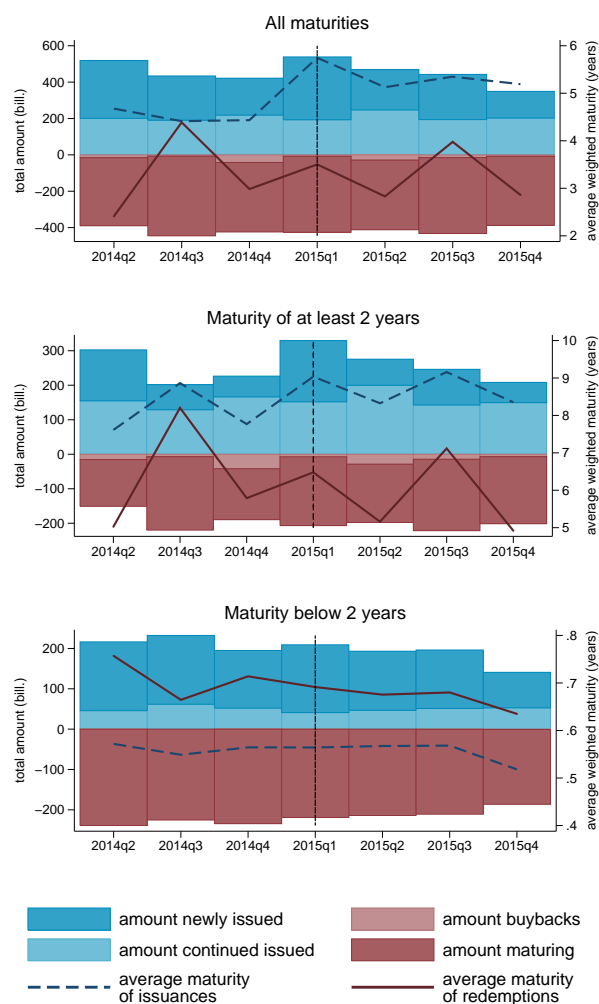 All maturities
total amount (bill.)
600
400
200
0
−200
−400
6
5
4
3
2
average weighted maturity (years)
2014q2 2014q3 2014q4 2015q1 2015q2 2015q3 2015q4
Maturity of at least 2 years
total amount (bill.)
300
200
100
0
−100
−200
10
9
8
7
6
5
average weighted maturity (years)
2014q2 2014q3 2014q4 2015q1 2015q2 2015q3 2015q4
Maturity below 2 years
total amount (bill.)
200
100
0
−100
−200
.8
.7
.6
.5
.4
average weighted maturity (years)
2014q2 2014q3 2014q4 2015q1 2015q2 2015q3 2015q4
amount newly issued
amount buybacks
amount continued issued
amount maturing
average maturity
of issuances
average maturity
of redemptions